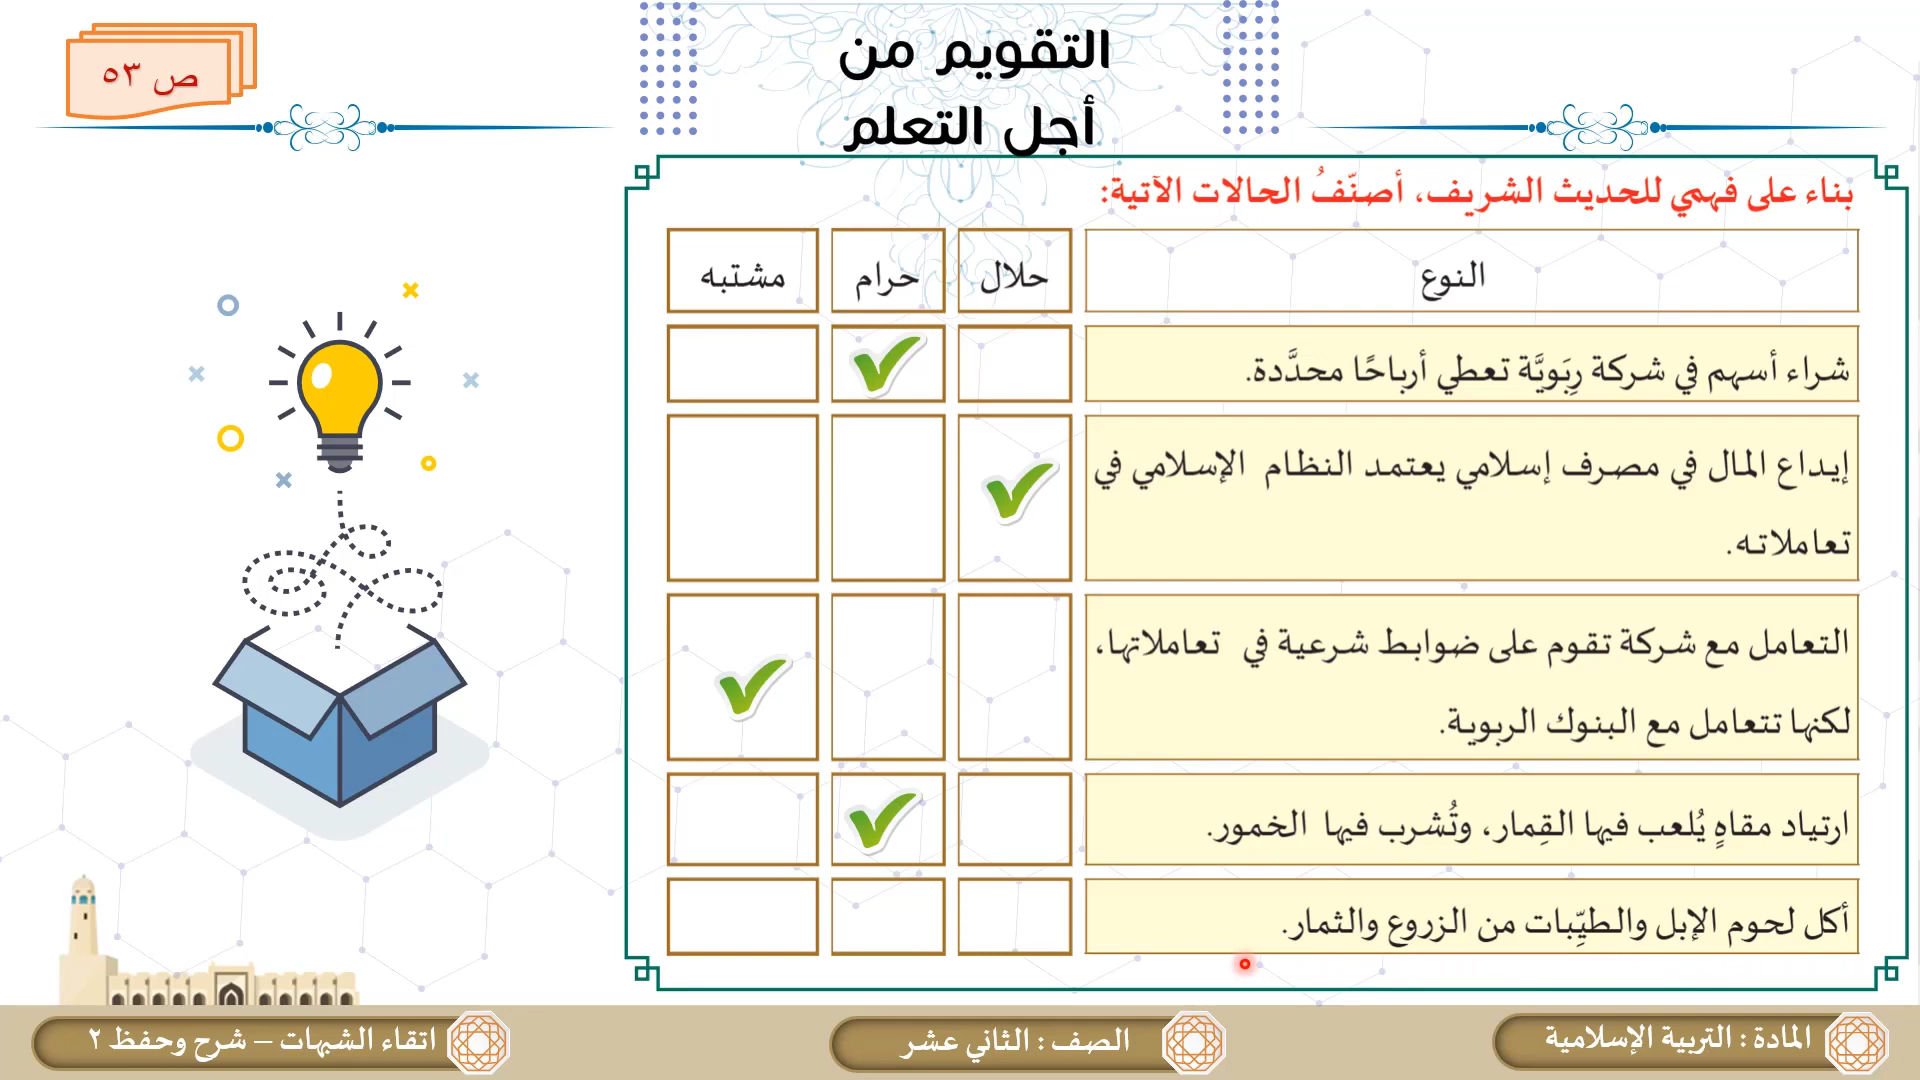 ص ٥٣
التقويم من
أجل التعلم
بناء على فهمي للحديث الشريف، أصنّفُ الحالات الآتية:
النوع حلال حرام مشتبه
شراء أسهم في شركة رِبَويَّة تعطي أرباحًا محدَّدة.
إيداع المال في مصرف إسلامي يعتمد النظام الإسلامي في
تعاملاته.
التعامل مع شركة تقوم على ضوابط شرعية في تعاملاتها،
لكنها تتعامل مع البنوك الربوية.
ارتياد مقاهٍ يُلعب فيها القِمار، وتُشرب فيها الخمور.
أكل لحوم الإبل والطيِّبات من الزروع والثمار.
المادة : التربية الإسلامية
الصف : الثاني عشر
اتقاء الشبهات – شرح وحفظ ٢